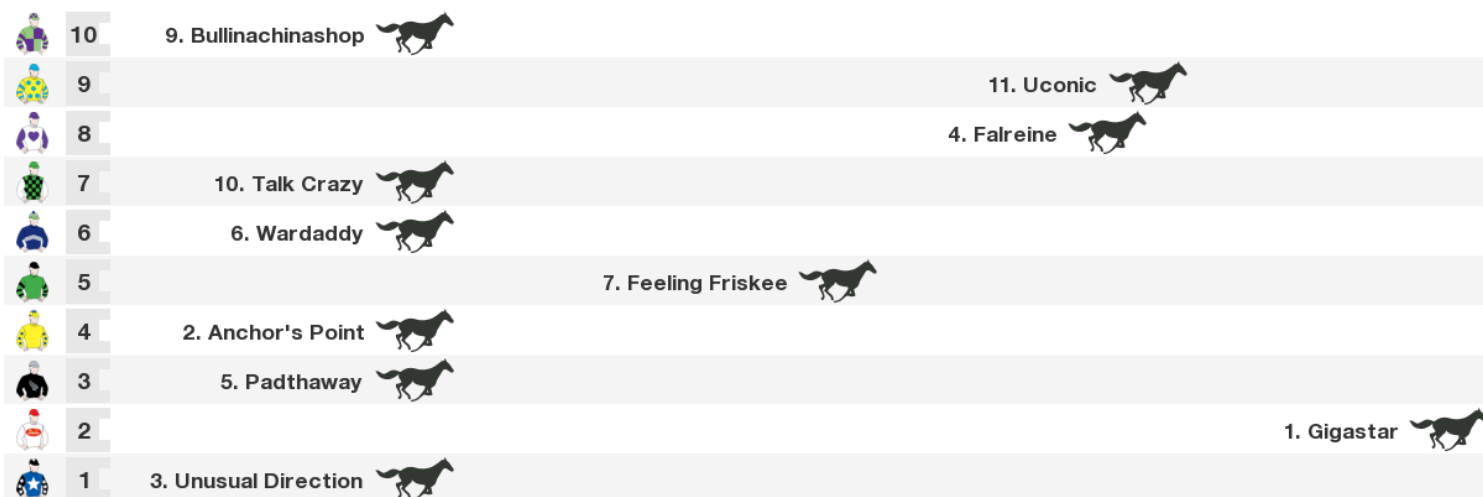 10 9. Bullinachinashop
9 11. Uconic
8 4. Falreine
7 10. Talk Crazy
6 6. Wardaddy
5 7. Feeling Friskee
4 2. Anchor's Point
3 5. Padthaway
2 1. Gigastar
1 3. Unusual Direction